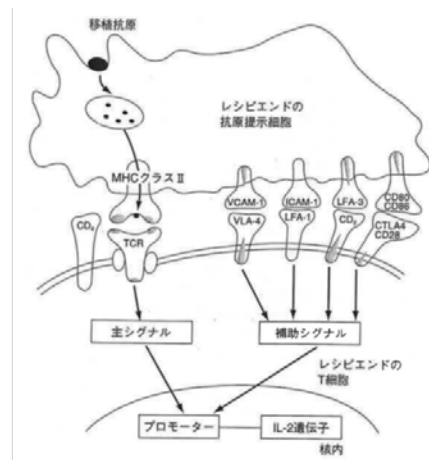 移植抗原
レシピエンドの
抗原提示細胞
MHCクラスⅡ
VCAM-1
ICAM-1
LFA-3
CD80
CD86
CD₄
TCR
VLA-4
LFA-1
CD₂
CTLA4
CD28
主シグナル
補助シグナル
レシピエンドの
T細胞
プロモーター
IL-2遺伝子
核内